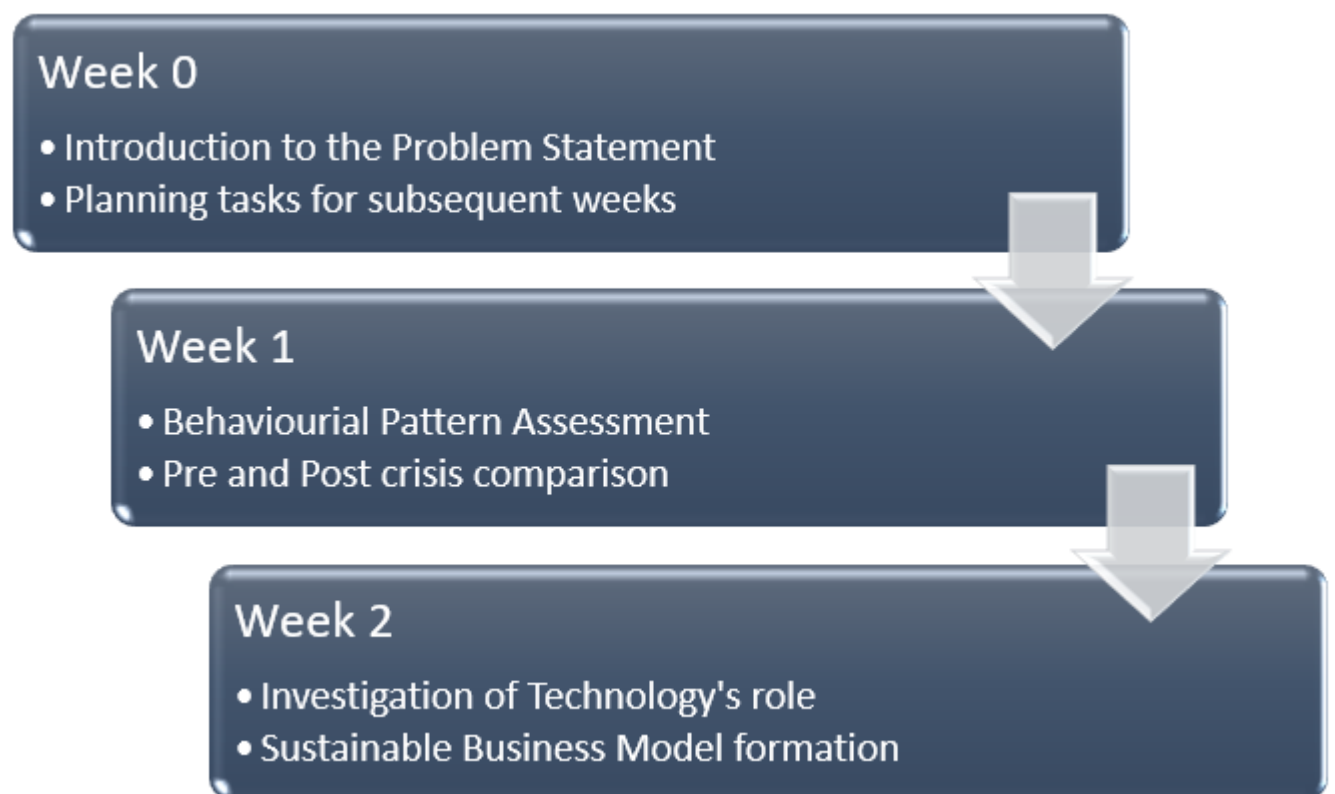 Week 0
• Introduction to the Problem Statement
• Planning tasks for subsequent weeks
Week 1
• Behaviourial Pattern Assessment
• Pre and Post crisis comparison
Week 2
• Investigation of Technology's role
• Sustainable Business Model formation